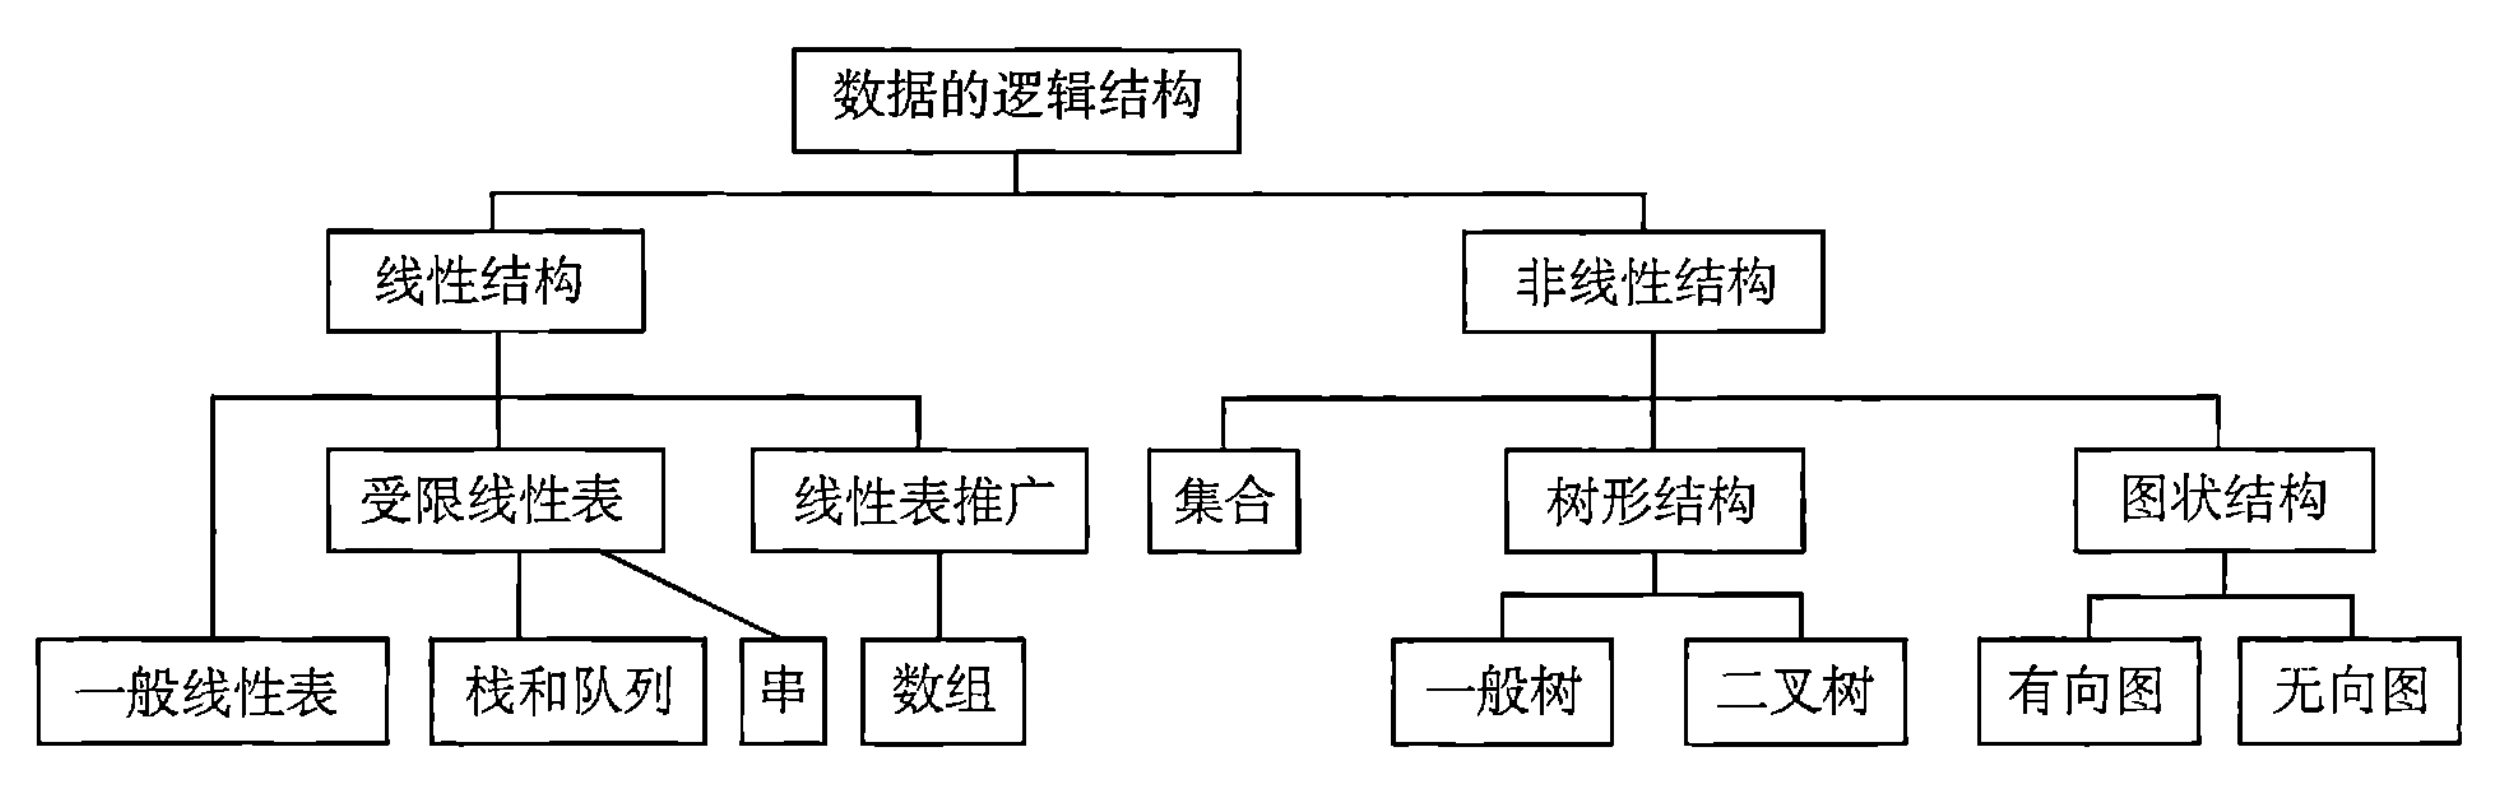 数据的逻辑结构
线性结构
非线性结构
受限线性表
线性表推广
集合
树形结构
图状结构
一般线性表
栈和队列
串
数组
一般树
二叉树
有向图
无向图